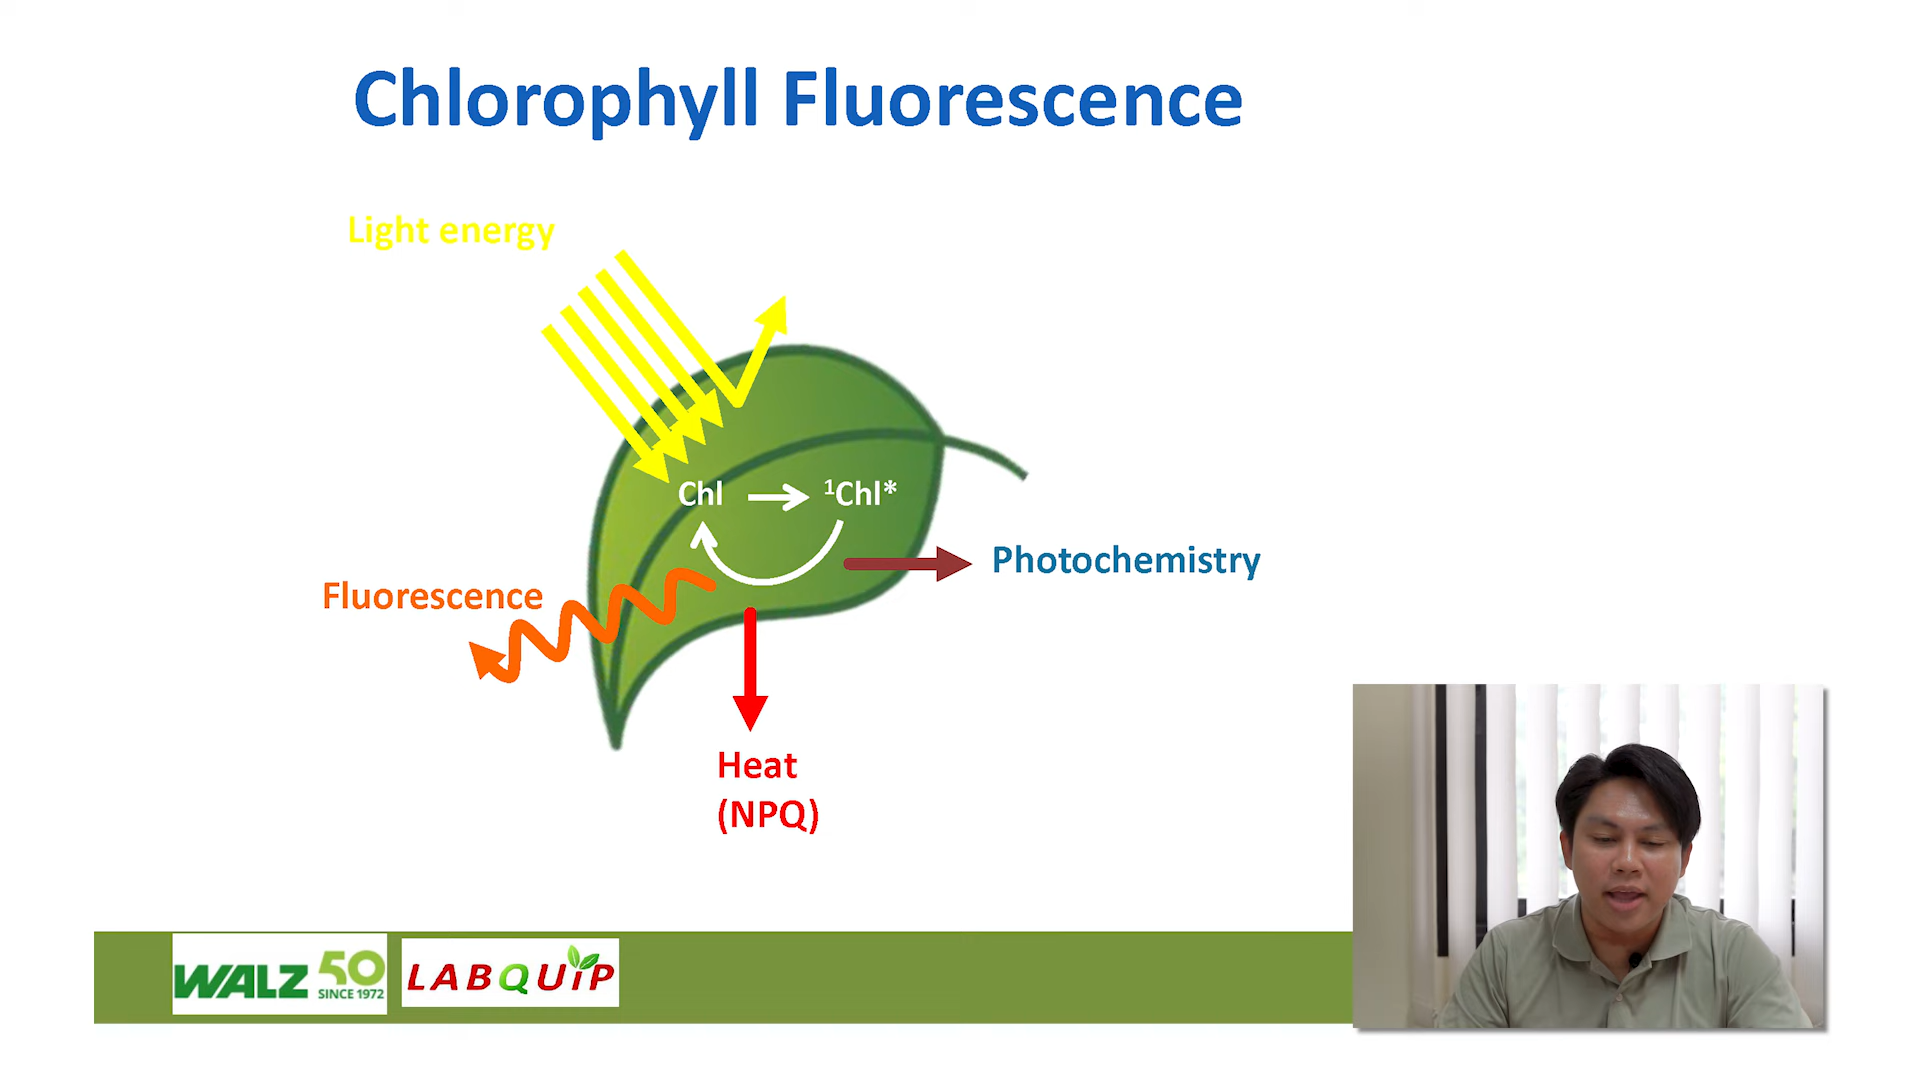 Chlorophyll Fluorescence
Light energy
Chl → ¹Chl*
Photochemistry
Fluorescence
Heat
(NPQ)
WALZ 50
SINCE 1972
LABQUIP